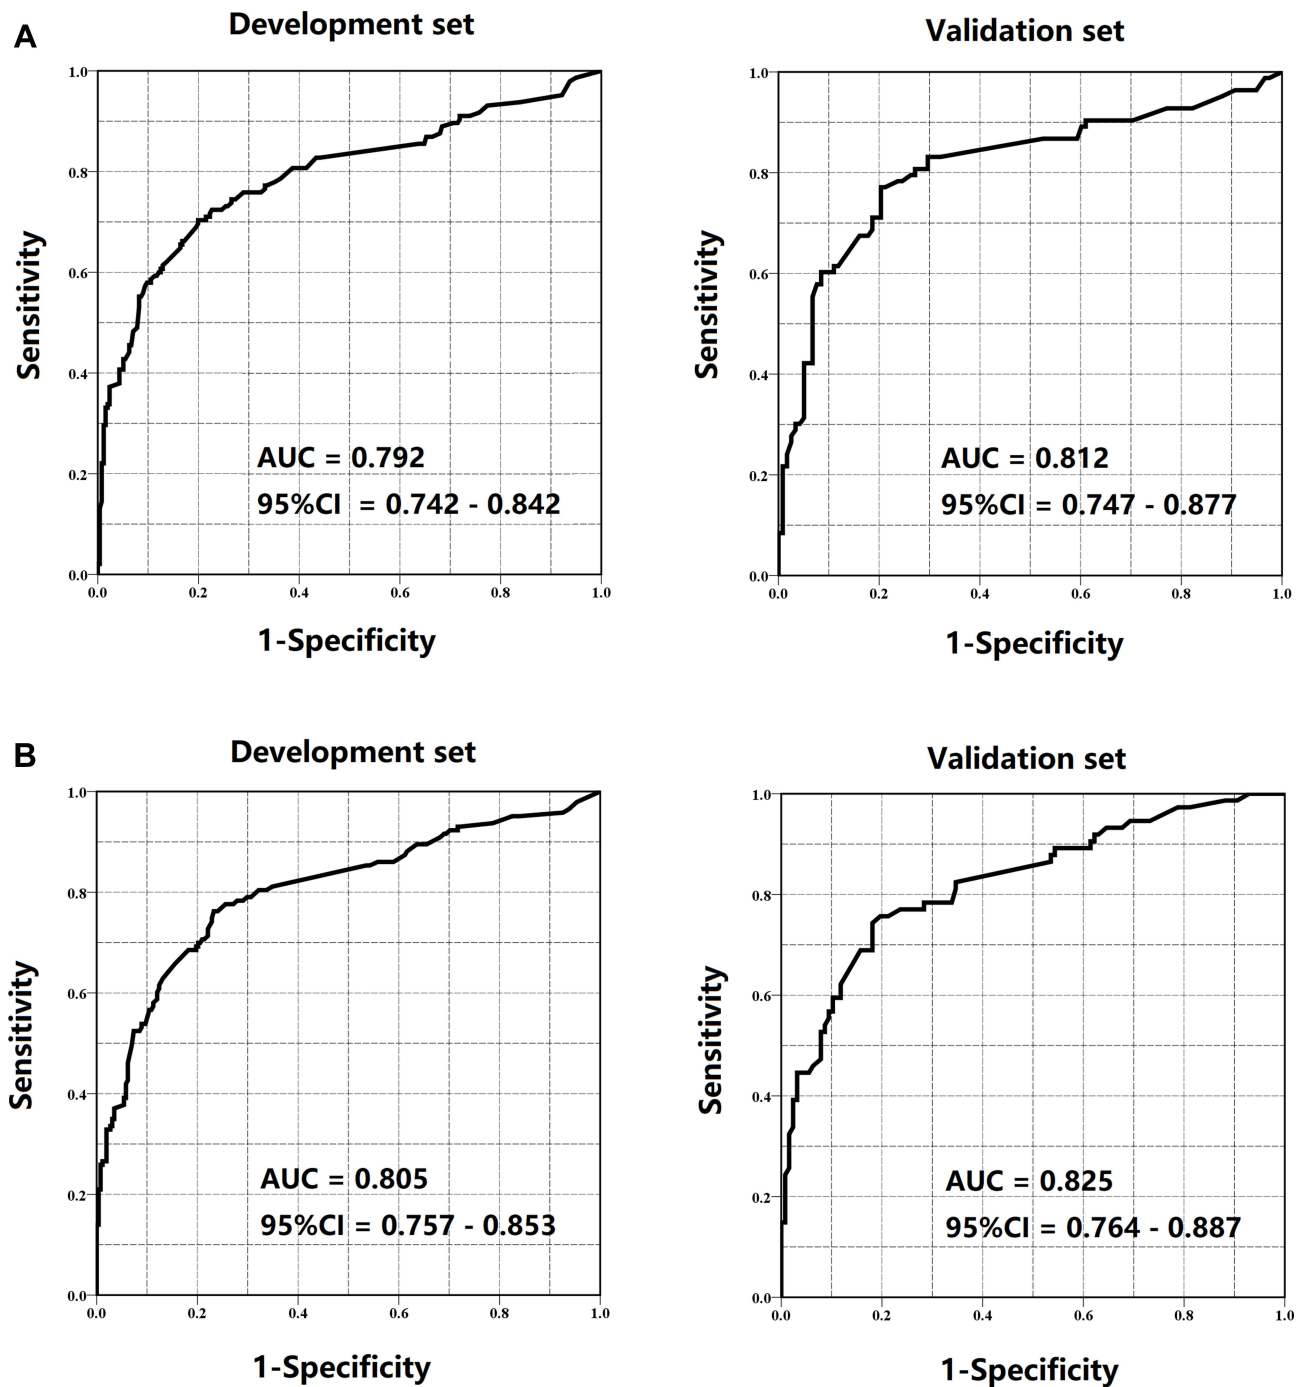 A
Development set
Validation set
1.0
0.8
0.6
0.4
0.2
0.0
Sensitivity
AUC = 0.792
95%CI = 0.742 - 0.842
0.0 0.2 0.4 0.6 0.8 1.0
1-Specificity
1.0
0.8
0.6
0.4
0.2
0.0
Sensitivity
AUC = 0.812
95%CI = 0.747 - 0.877
0.0 0.2 0.4 0.6 0.8 1.0
1-Specificity
B
Development set
Validation set
1.0
0.8
0.6
0.4
0.2
0.0
Sensitivity
AUC = 0.805
95%CI = 0.757 - 0.853
0.0 0.2 0.4 0.6 0.8 1.0
1-Specificity
1.0
0.8
0.6
0.4
0.2
0.0
Sensitivity
AUC = 0.825
95%CI = 0.764 - 0.887
0.0 0.2 0.4 0.6 0.8 1.0
1-Specificity